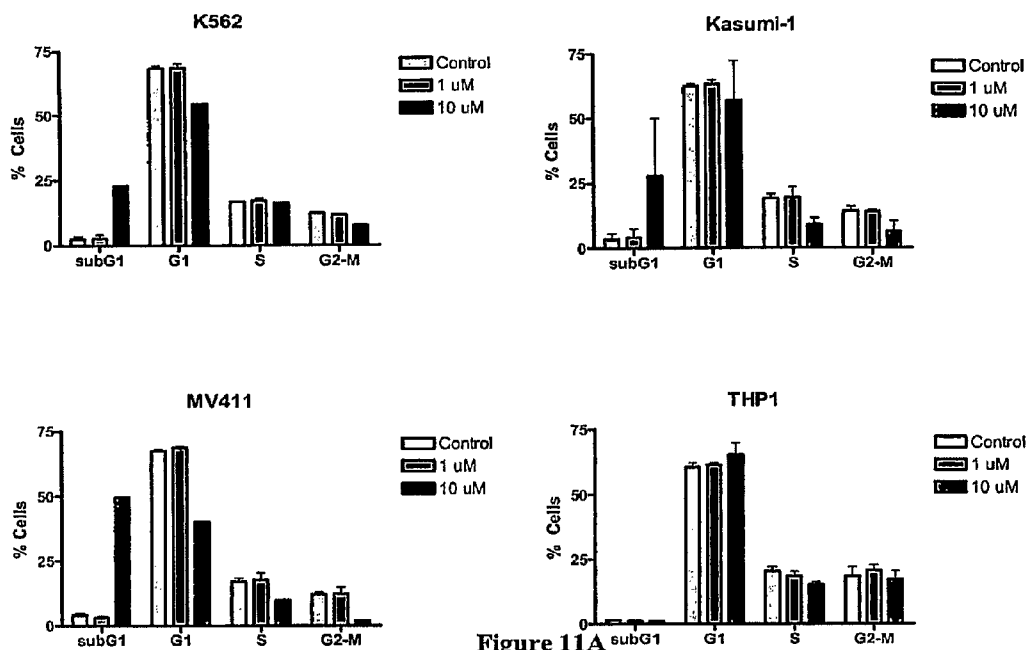 K562
75
50
25
0
% Cells
subG1 G1 S G2-M
Control
1 uM
10 uM
Kasumi-1
75
50
25
0
% Cells
subG1 G1 S G2-M
Control
1 uM
10 uM
MV411
75
50
25
0
% Cells
subG1 G1 S G2-M
Control
1 uM
10 uM
THP1
75
50
25
0
% Cells
subG1 G1 S G2-M
Control
1 uM
10 uM
Figure 11A